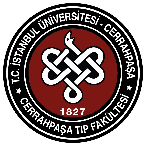 T.C. İSTANBUL ÜNİVERSİTESİ - CERRAHPAŞA
1827
CERRAHPAŞA TIP FAKÜLTESİ